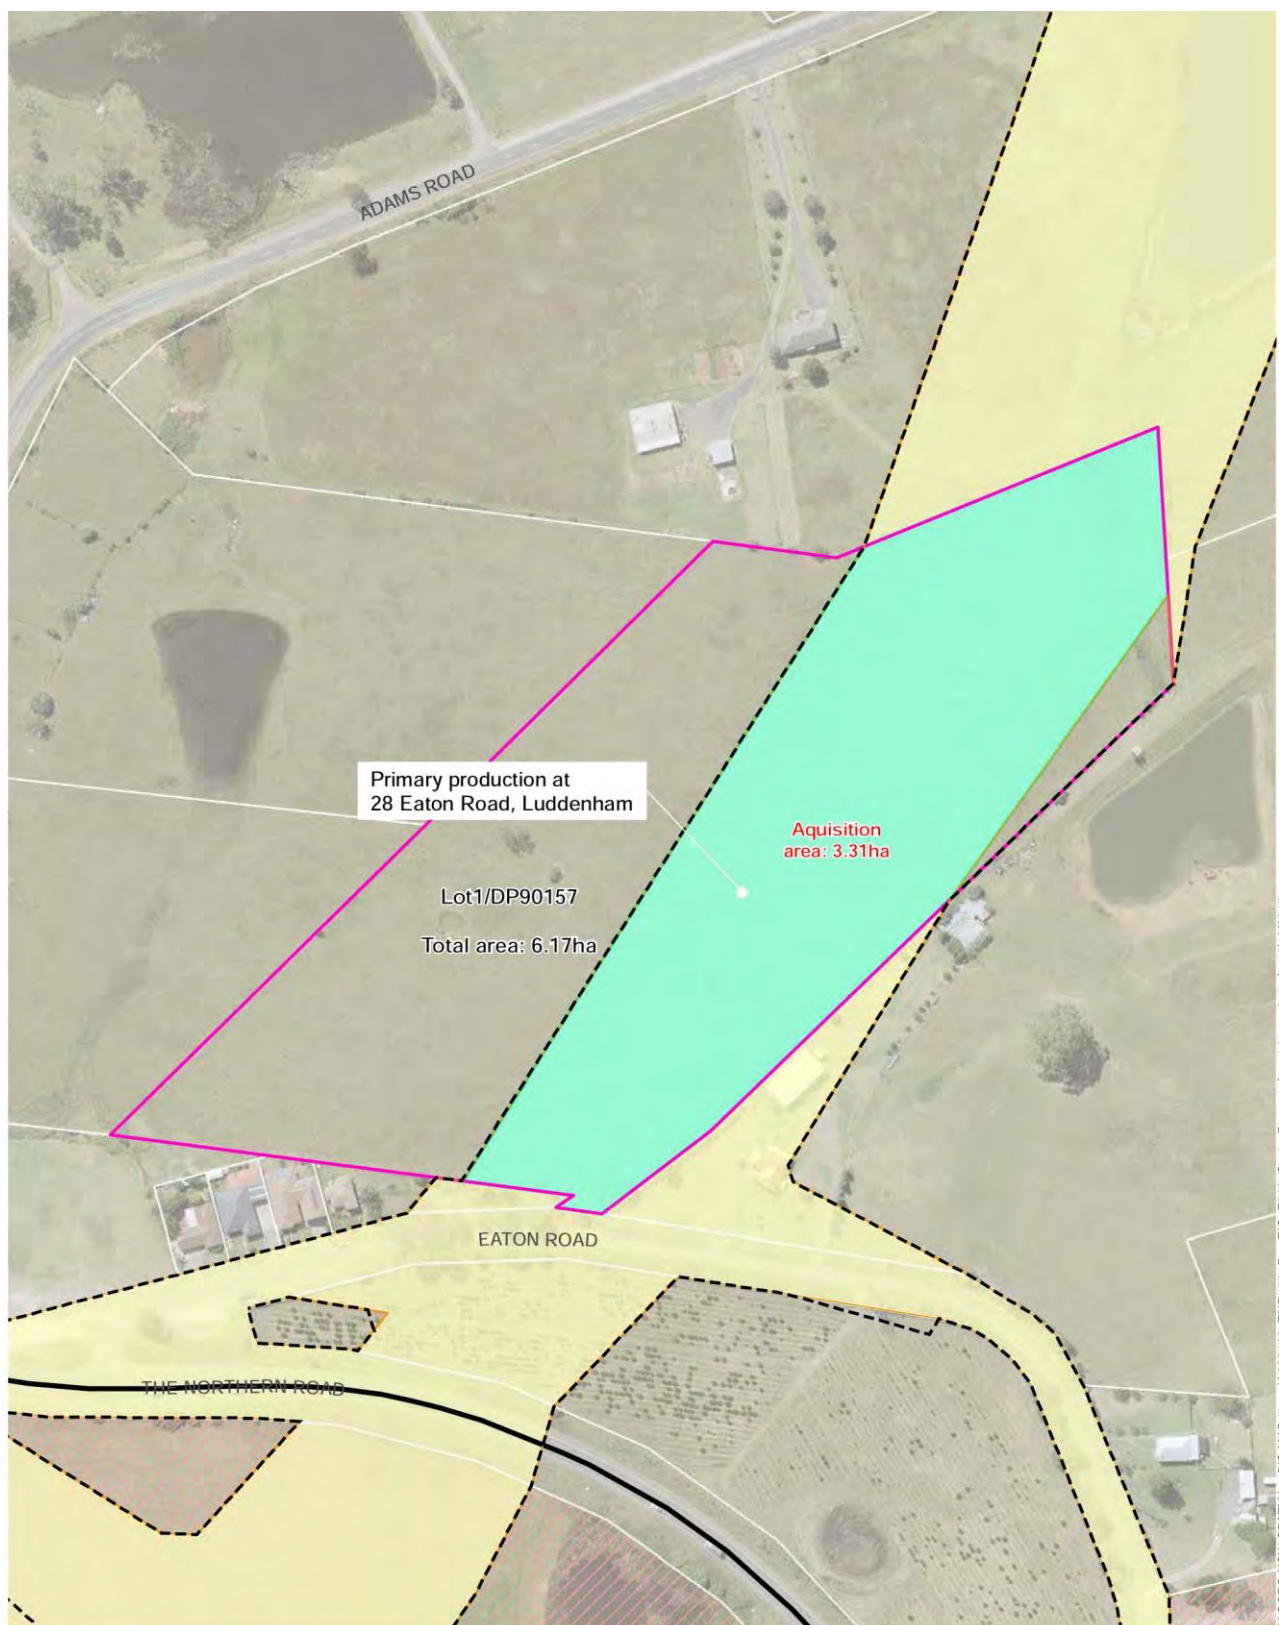 ADAMS ROAD
Primary production at
28 Eaton Road, Luddenham
Aquisition
area: 3.31ha
Lot1/DP90157
Total area: 6.17ha
EATON ROAD
THE NORTHERN ROAD